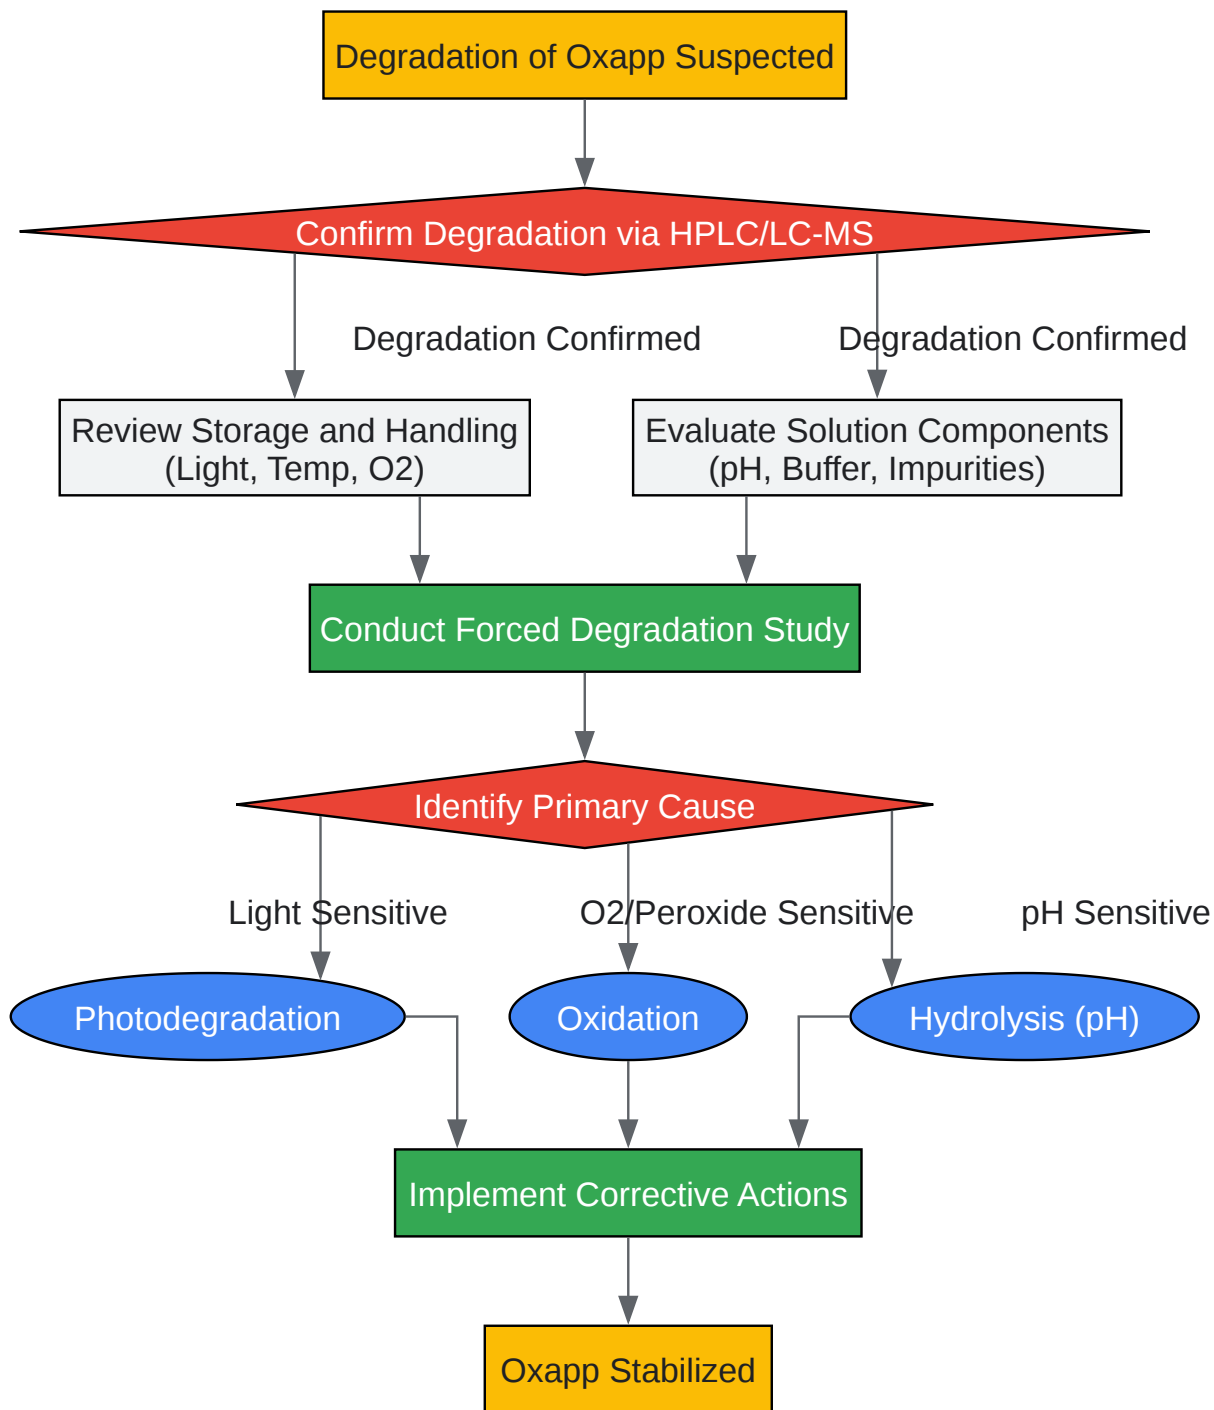 Degradation of Oxapp Suspected
Confirm Degradation via HPLC/LC-MS
Degradation Confirmed
Degradation Confirmed
Review Storage and Handling
(Light, Temp, O2)
Evaluate Solution Components
(pH, Buffer, Impurities)
Conduct Forced Degradation Study
Identify Primary Cause
Light Sensitive
O2/Peroxide Sensitive
pH Sensitive
Photodegradation
Oxidation
Hydrolysis (pH)
Implement Corrective Actions
Oxapp Stabilized